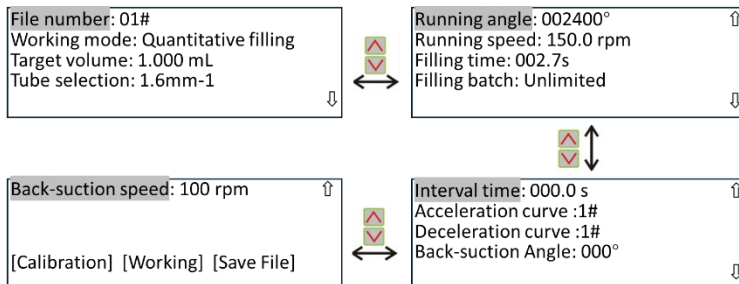 File number: 01#
Working mode: Quantitative filling
Target volume: 1.000 mL
Tube selection: 1.6mm-1
Running angle: 002400°
Running speed: 150.0 rpm
Filling time: 002.7s
Filling batch: Unlimited
Back-suction speed: 100 rpm
[Calibration] [Working] [Save File]
Interval time: 000.0 s
Acceleration curve :1#
Deceleration curve :1#
Back-suction Angle: 000°